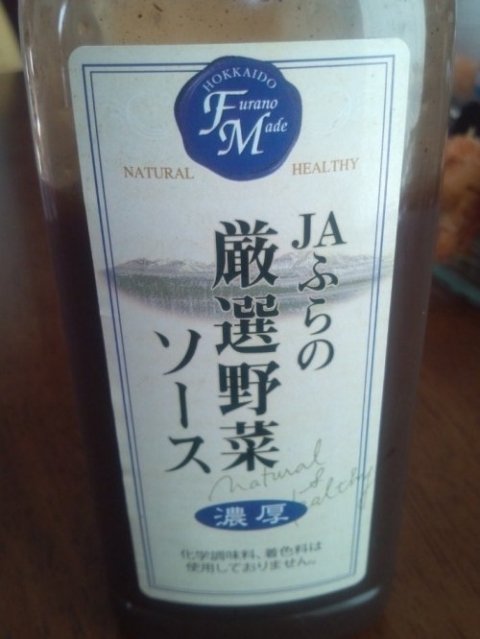 HOKKAIDO
Furano
Made
NATURAL HEALTHY
JAふらの
厳選野菜
ソース
natural
&
healthy
濃厚
化学調味料、着色料は
使用しておりません。